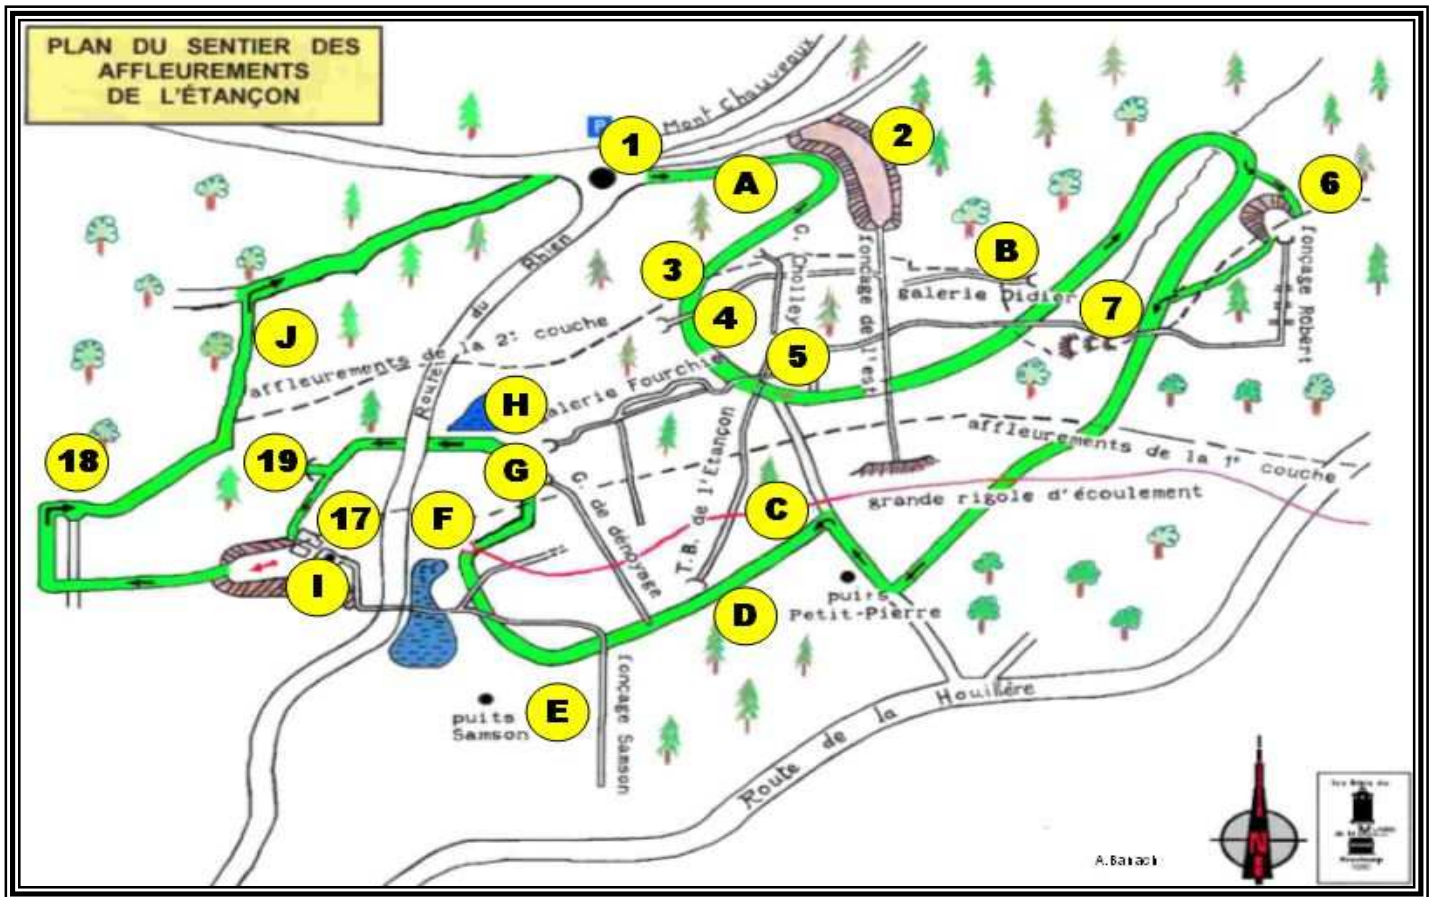 PLAN DU SENTIER DES
AFFLEUREMENTS
DE L'ÉTANÇON
P
Mont Chauveaux
1
2
A
6
Route du Rhien
3
B
G. Cholley
fonçage de l'est
galerie Didier
fonçage Robert
4
7
J
affleurements de la 2e couche
5
H
galerie Fourchie
affleurements de la 1e couche
18
19
G
T.B. de l'Etançon
17
F
G. de dénoyage
C
grande rigole d'écoulement
I
D
puits
Petit-Pierre
E
puits
Samson
fonçage Samson
Route de la Houillère
A.Banach
N